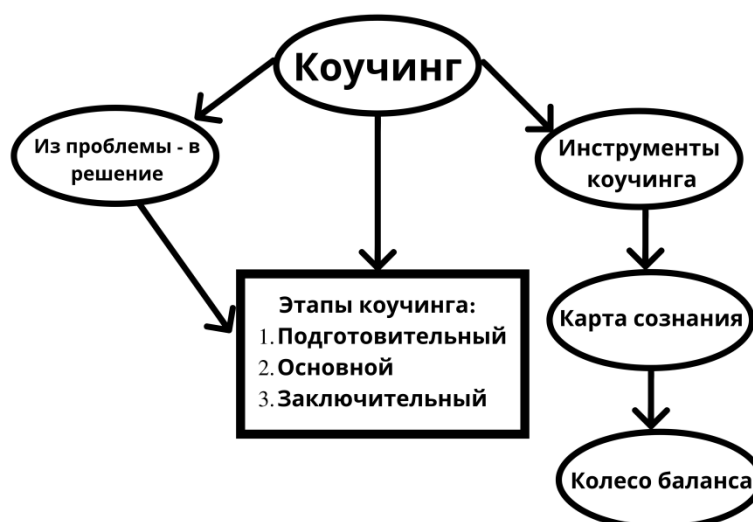 Коучинг
Из проблемы - в
решение
Инструменты
коучинга
Этапы коучинга:
1. Подготовительный
2. Основной
3. Заключительный
Карта сознания
Колесо баланса